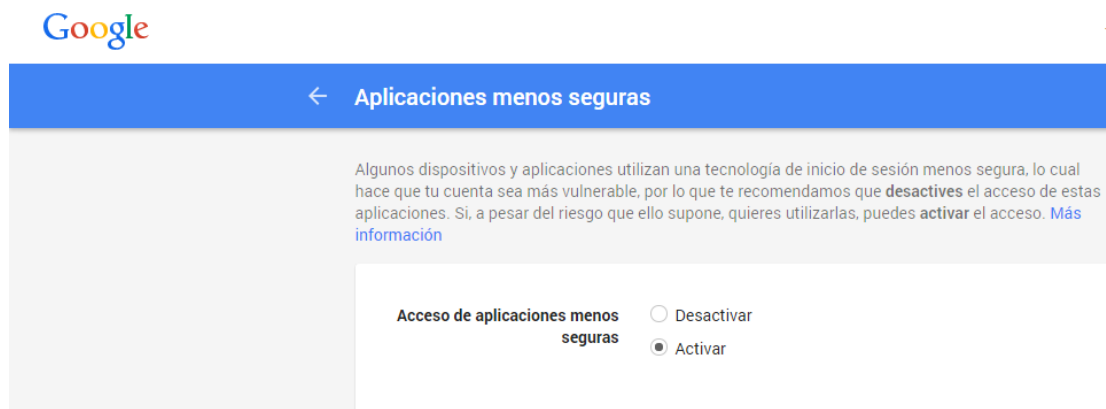 Google
Aplicaciones menos seguras
Algunos dispositivos y aplicaciones utilizan una tecnología de inicio de sesión menos segura, lo cual
hace que tu cuenta sea más vulnerable, por lo que te recomendamos que desactives el acceso de estas
aplicaciones. Si, a pesar del riesgo que ello supone, quieres utilizarlas, puedes activar el acceso. Más
información
Acceso de aplicaciones menos
seguras
Desactivar
Activar